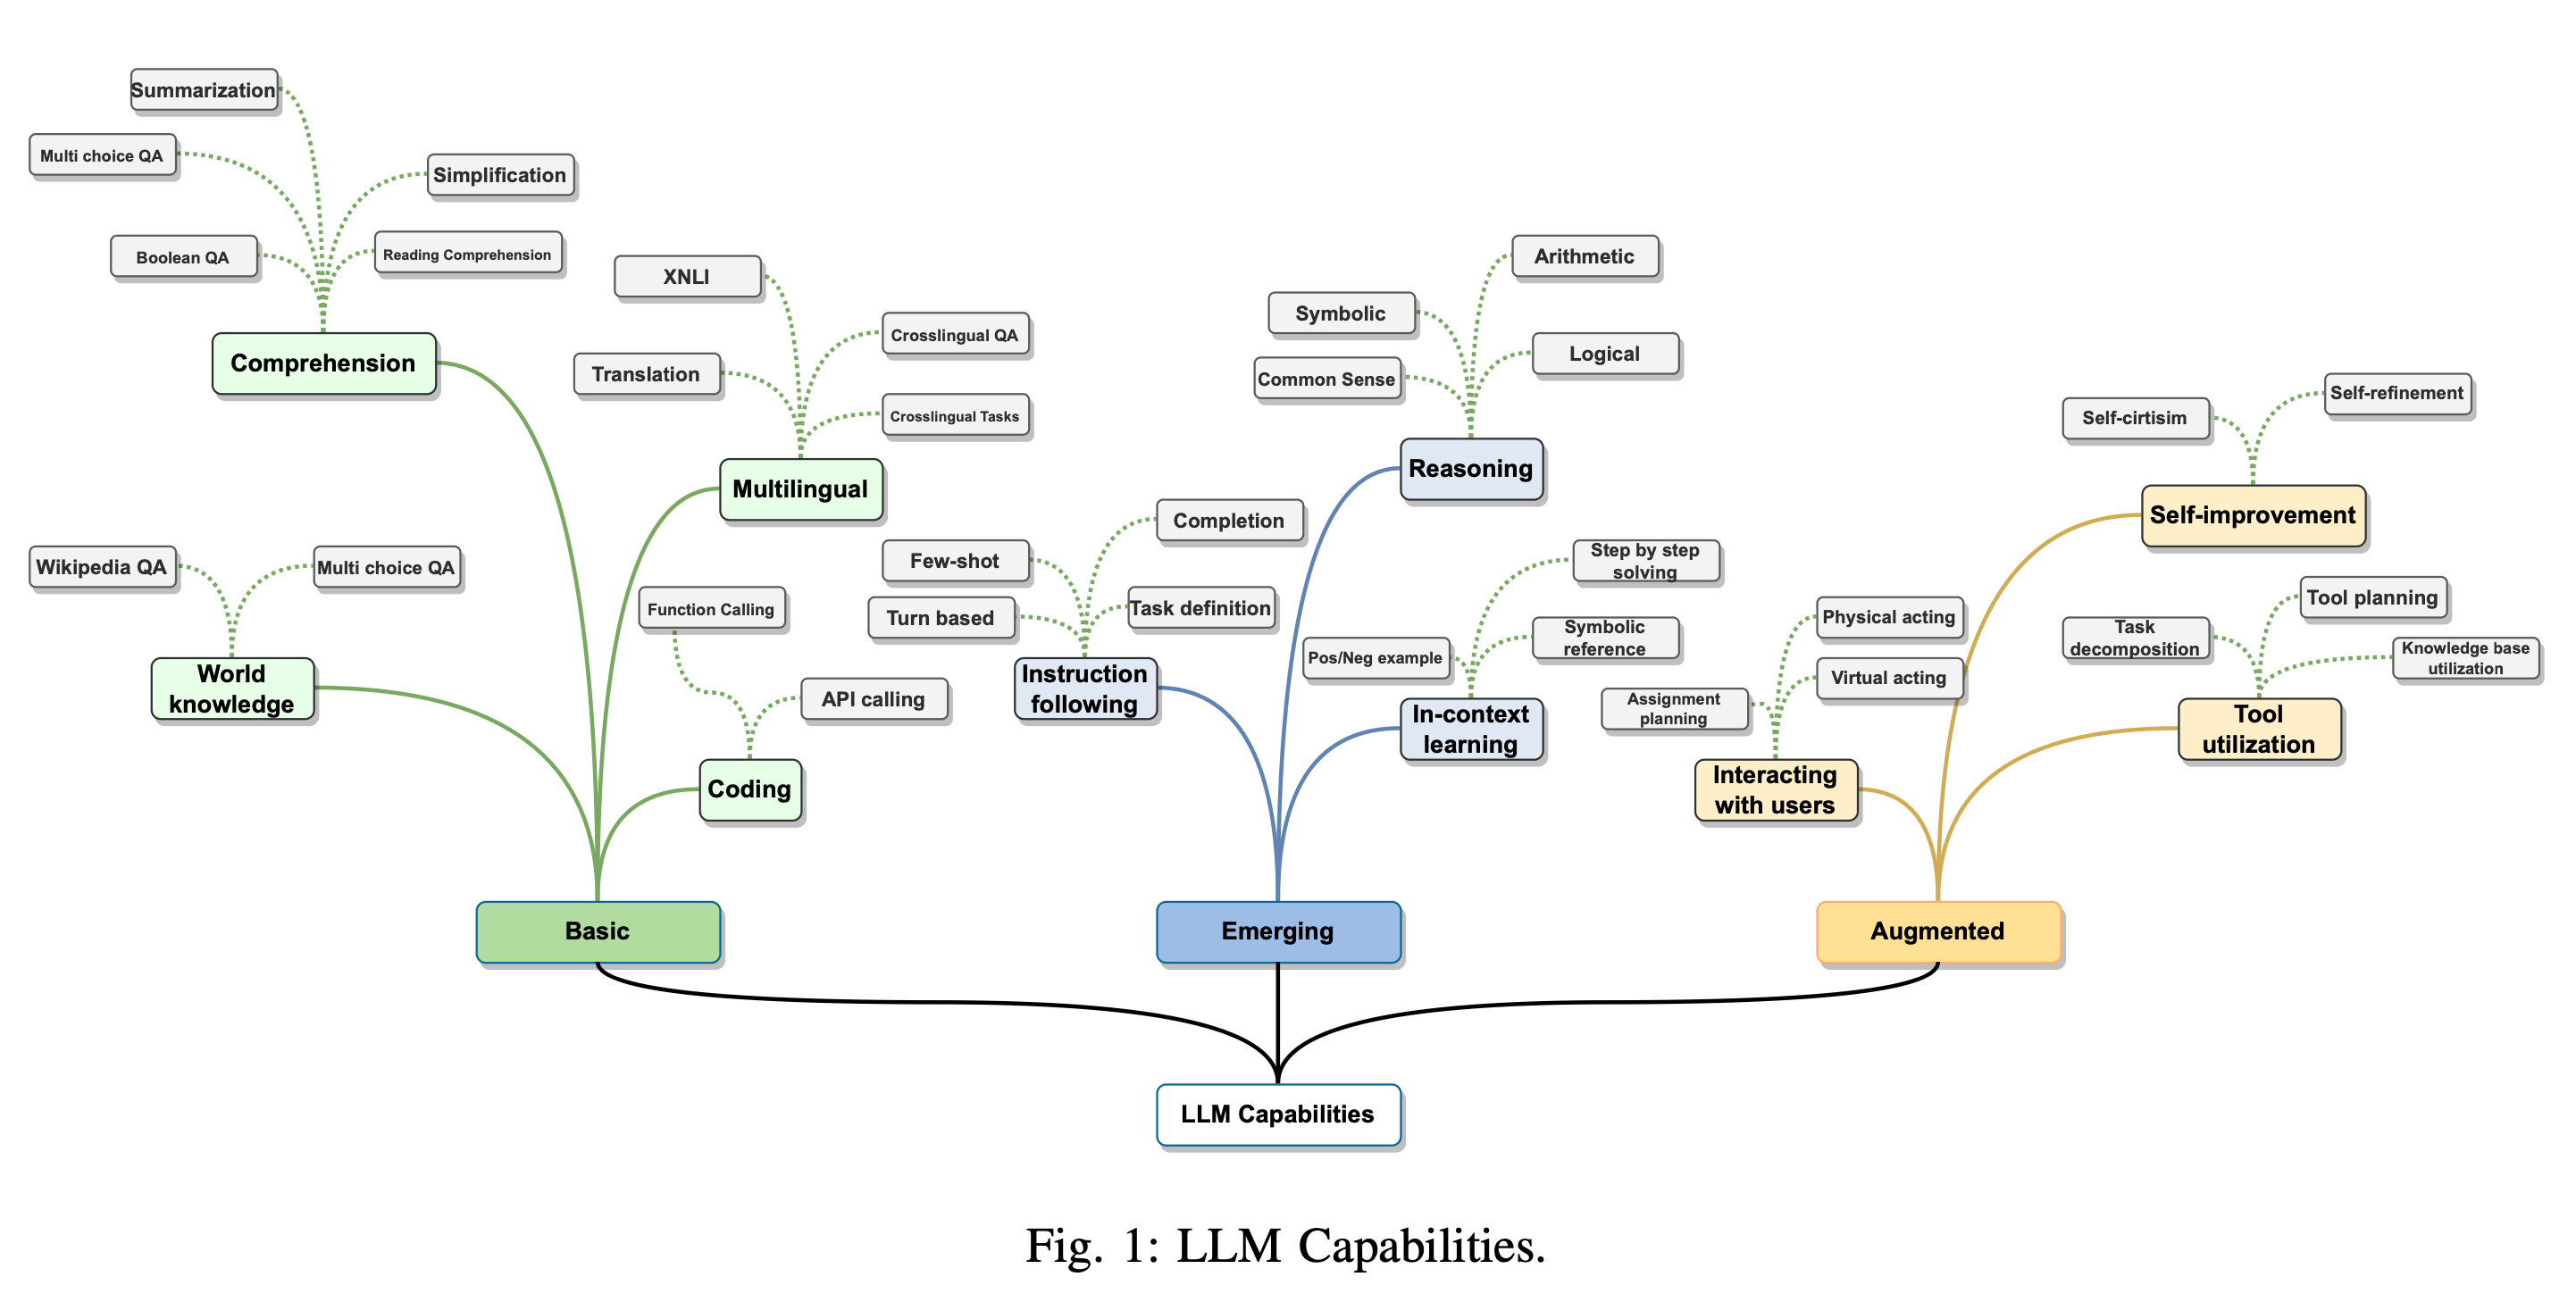 Summarization
Multi choice QA
Simplification
Boolean QA
Reading Comprehension
Comprehension
XNLI
Crosslingual QA
Translation
Crosslingual Tasks
Multilingual
Wikipedia QA
Multi choice QA
World
knowledge
Function Calling
API calling
Coding
Basic
Arithmetic
Symbolic
Logical
Common Sense
Reasoning
Completion
Few-shot
Turn based
Task definition
Instruction
following
Step by step
solving
Symbolic
reference
Pos/Neg example
In-context
learning
Emerging
Self-refinement
Self-cirtisim
Self-improvement
Physical acting
Virtual acting
Assignment
planning
Interacting
with users
Tool planning
Task
decomposition
Knowledge base
utilization
Tool
utilization
Augmented
LLM Capabilities
Fig. 1: LLM Capabilities.